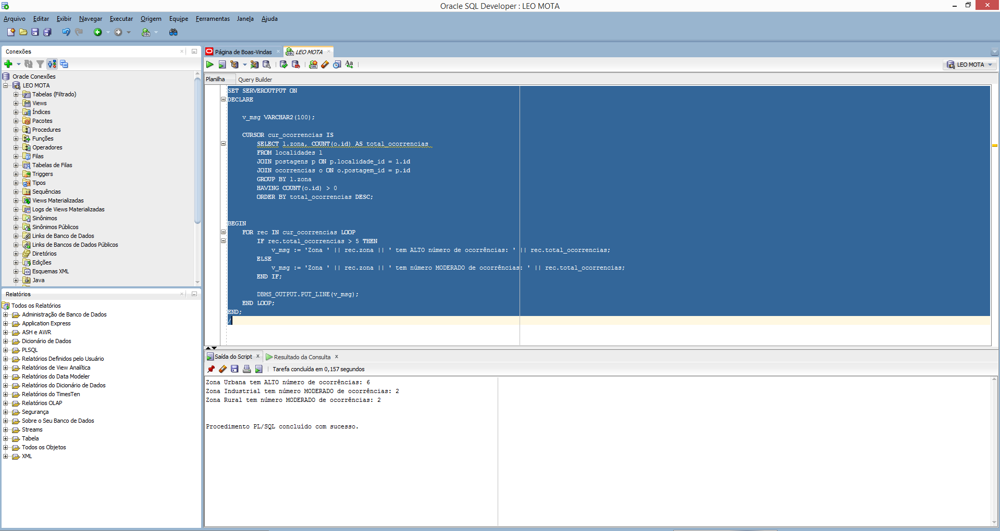 Oracle SQL Developer : LEO MOTA
Arquivo Editar Exibir Navegar Executar Origem Equipe Ferramentas Janela Ajuda
Conexões
Oracle Conexões
LEO MOTA
Tabelas (Filtrado)
Views
Índices
Pacotes
Procedures
Funções
Operadores
Filas
Tabelas de Filas
Triggers
Tipos
Sequências
Views Materializadas
Logs de Views Materializadas
Sinônimos
Sinônimos Públicos
Links de Banco de Dados
Links de Bancos de Dados Públicos
Diretórios
Edições
Esquemas XML
Java
Relatórios
Todos os Relatórios
Administração de Banco de Dados
Application Express
ASH e AWR
Dicionário de Dados
PLSQL
Relatórios Definidos pelo Usuário
Relatórios de View Analítica
Relatórios do Data Modeler
Relatórios do Dicionário de Dados
Relatórios do TimesTen
Relatórios OLAP
Segurança
Sobre o Seu Banco de Dados
Streams
Tabela
Todos os Objetos
XML
Página de Boas-Vindas LEO MOTA
LEO MOTA
Planilha Query Builder
SET SERVEROUTPUT ON
DECLARE
v_msg VARCHAR2(100);
CURSOR cur_ocorrencias IS
SELECT l.zona, COUNT(o.id) AS total_ocorrencias
FROM localidades l
JOIN postagens p ON p.localidade_id = l.id
JOIN ocorrencias o ON o.postagem_id = p.id
GROUP BY l.zona
HAVING COUNT(o.id) > 0
ORDER BY total_ocorrencias DESC;
BEGIN
FOR rec IN cur_ocorrencias LOOP
IF rec.total_ocorrencias > 5 THEN
v_msg := 'Zona ' || rec.zona || ' tem ALTO número de ocorrências: ' || rec.total_ocorrencias;
ELSE
v_msg := 'Zona ' || rec.zona || ' tem número MODERADO de ocorrências: ' || rec.total_ocorrencias;
END IF;
DBMS_OUTPUT.PUT_LINE(v_msg);
END LOOP;
END;
/
Saída do Script x Resultado da Consulta x
Tarefa concluída em 0,157 segundos
Zona Urbana tem ALTO número de ocorrências: 6
Zona Industrial tem número MODERADO de ocorrências: 2
Zona Rural tem número MODERADO de ocorrências: 2
Procedimento PL/SQL concluído com sucesso.